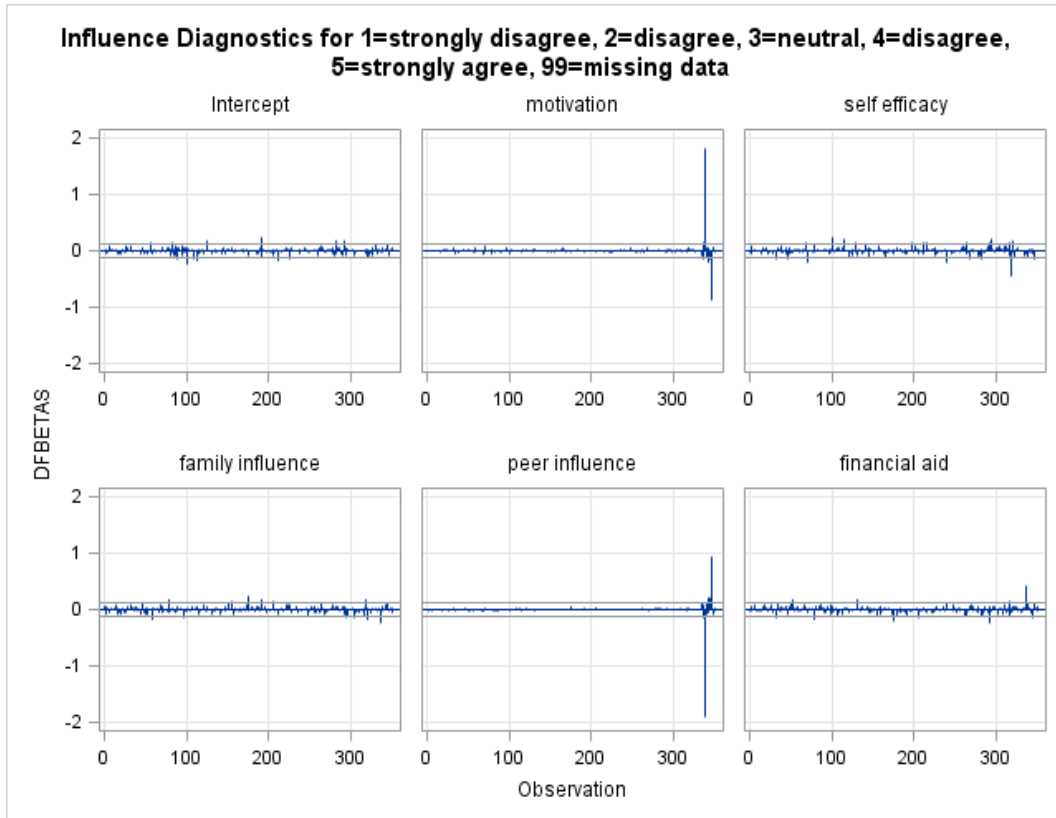 Influence Diagnostics for 1=strongly disagree, 2=disagree, 3=neutral, 4=disagree,
5=strongly agree, 99=missing data
Intercept
motivation
self efficacy
2
1
0
-1
-2
0 100 200 300
0 100 200 300
0 100 200 300
DFBETAS
family influence
peer influence
financial aid
2
1
0
-1
-2
0 100 200 300
0 100 200 300
0 100 200 300
Observation